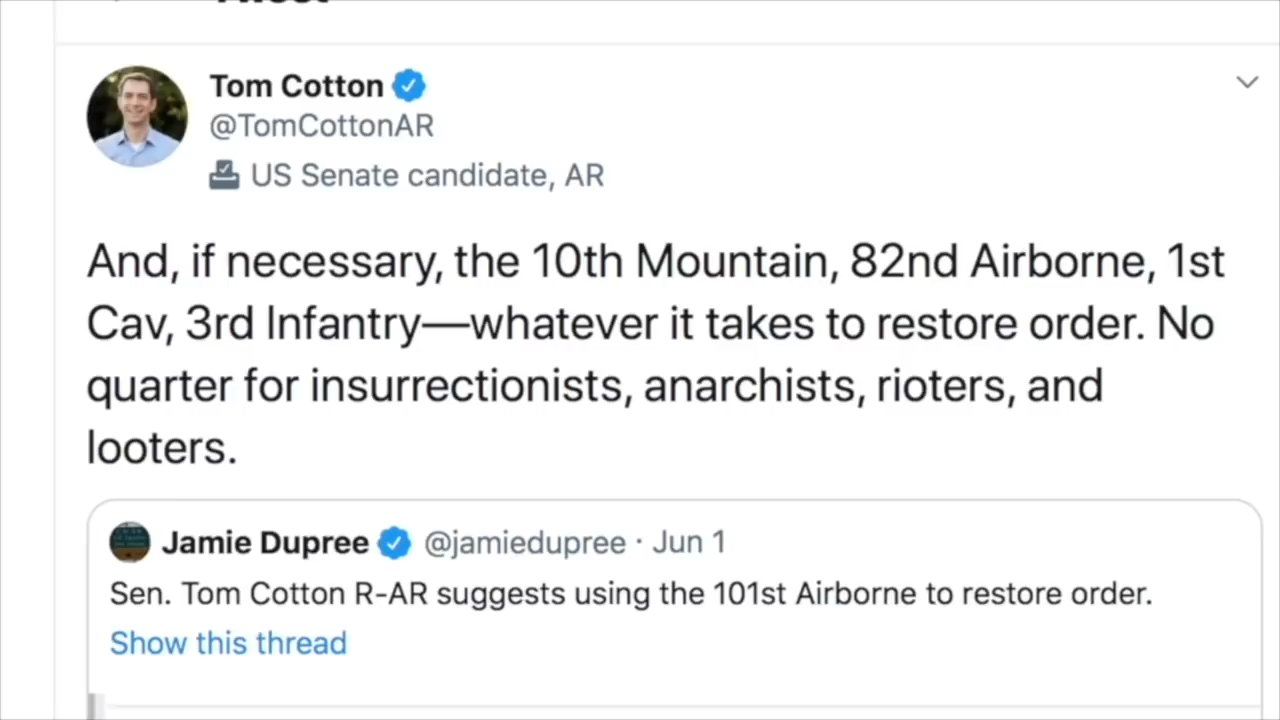 Tom Cotton
@TomCottonAR
US Senate candidate, AR
And, if necessary, the 10th Mountain, 82nd Airborne, 1st
Cav, 3rd Infantry—whatever it takes to restore order. No
quarter for insurrectionists, anarchists, rioters, and
looters.
Jamie Dupree @jamiedupree · Jun 1
Sen. Tom Cotton R-AR suggests using the 101st Airborne to restore order.
Show this thread